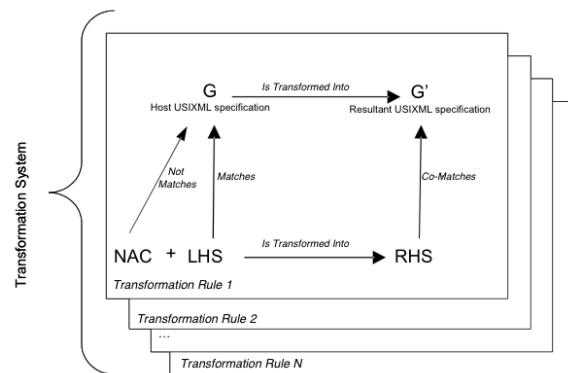 G
Is Transformed Into
G'
Host USIXML specification
Resultant USIXML specification
Not
Matches
Matches
Co-Matches
Transformation System
NAC + LHS
Is Transformed Into
RHS
Transformation Rule 1
Transformation Rule 2
...
Transformation Rule N